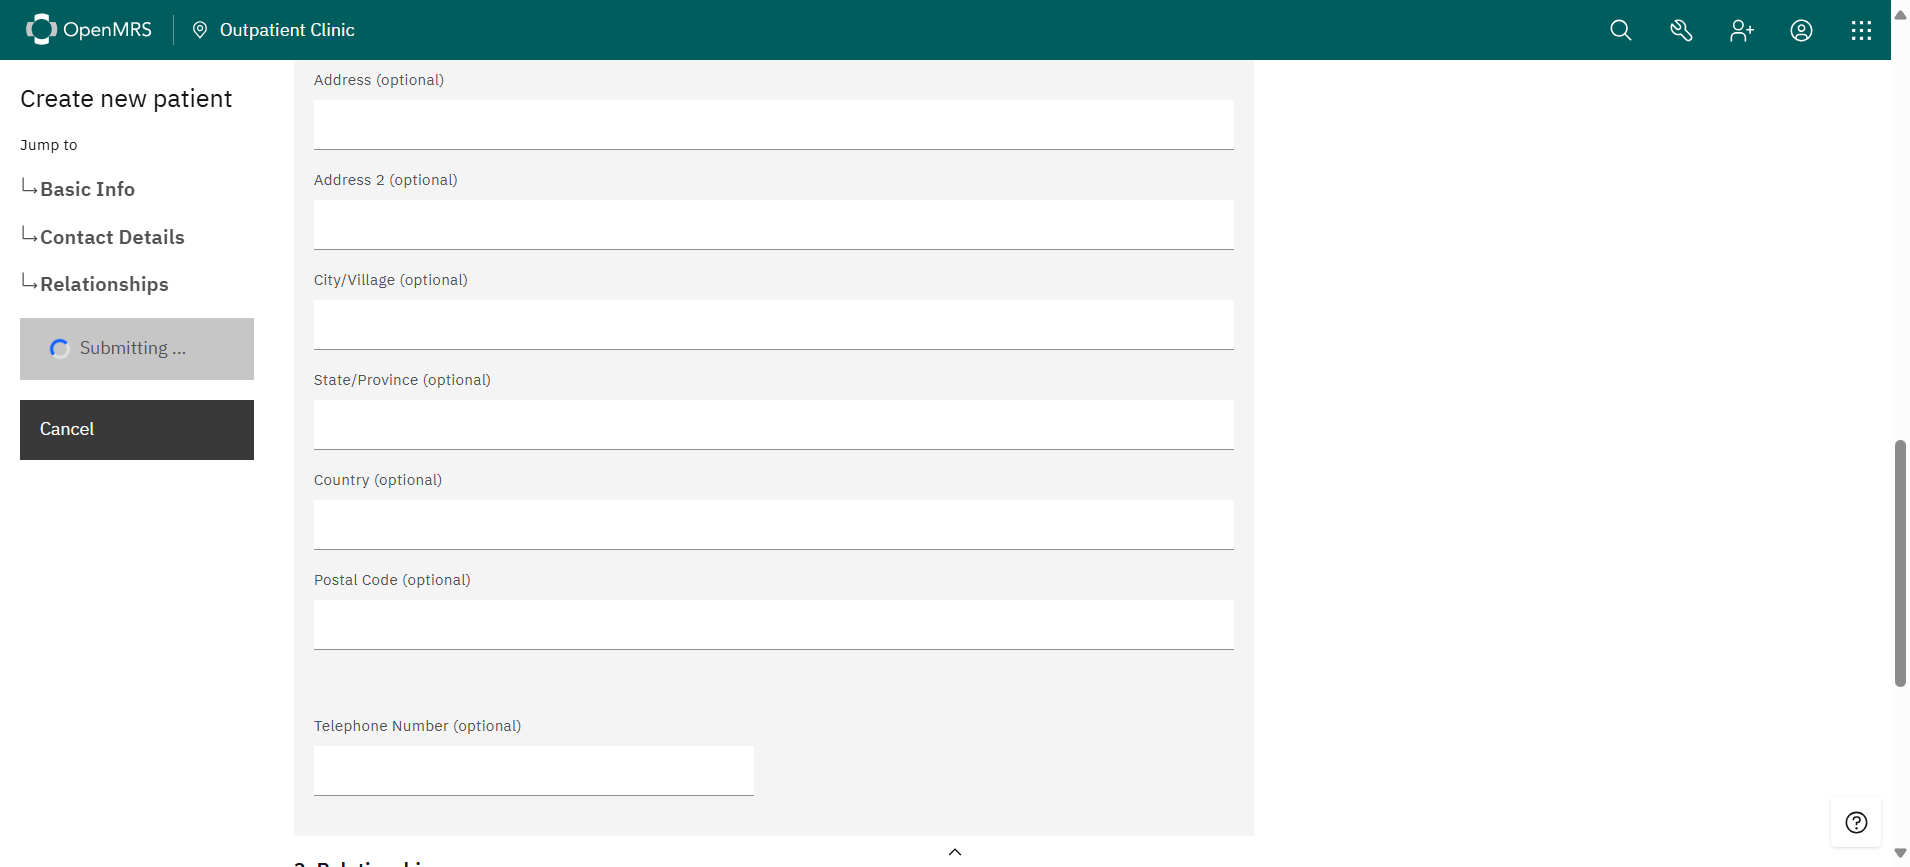 OpenMRS
Outpatient Clinic
Create new patient
Jump to
Basic Info
Contact Details
Relationships
Submitting ...
Cancel
Address (optional)
Address 2 (optional)
City/Village (optional)
State/Province (optional)
Country (optional)
Postal Code (optional)
Telephone Number (optional)